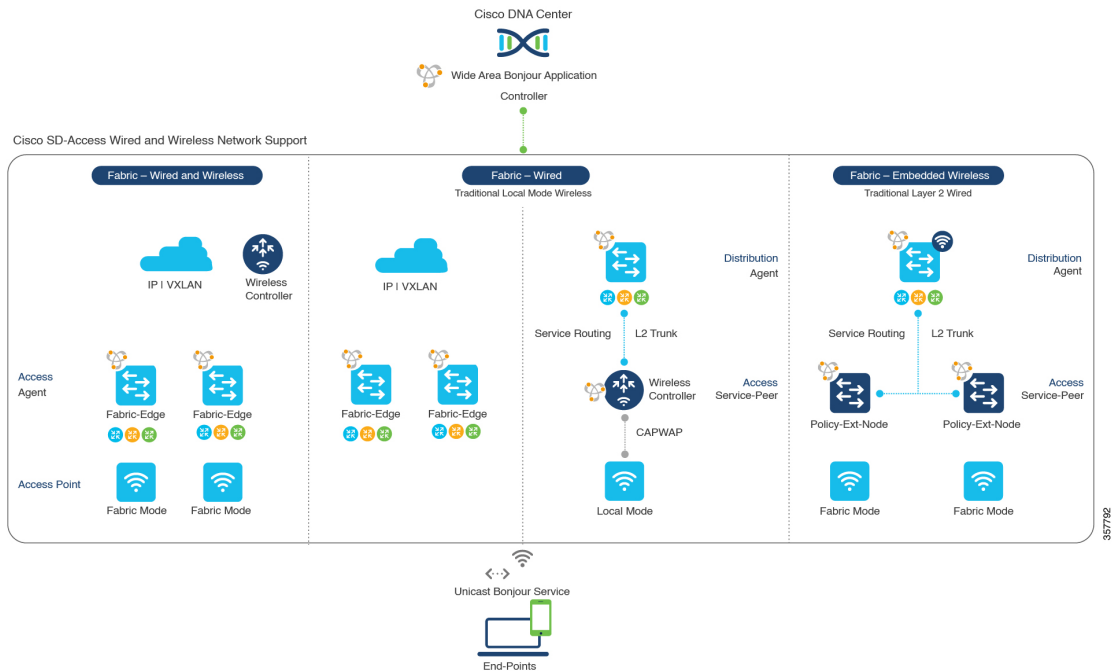 Cisco DNA Center
Wide Area Bonjour Application
Controller
Cisco SD-Access Wired and Wireless Network Support
Fabric – Wired and Wireless
Fabric – Wired
Traditional Local Mode Wireless
Fabric – Embedded Wireless
Traditional Layer 2 Wired
IP | VXLAN
Wireless
Controller
IP | VXLAN
Distribution
Agent
Distribution
Agent
Service Routing
L2 Trunk
Service Routing
L2 Trunk
Access
Agent
Fabric-Edge
Fabric-Edge
Fabric-Edge
Fabric-Edge
Wireless
Controller
Access
Service-Peer
Policy-Ext-Node
Policy-Ext-Node
Access
Service-Peer
CAPWAP
Access Point
Fabric Mode
Fabric Mode
Local Mode
Fabric Mode
Fabric Mode
357792
Unicast Bonjour Service
End-Points